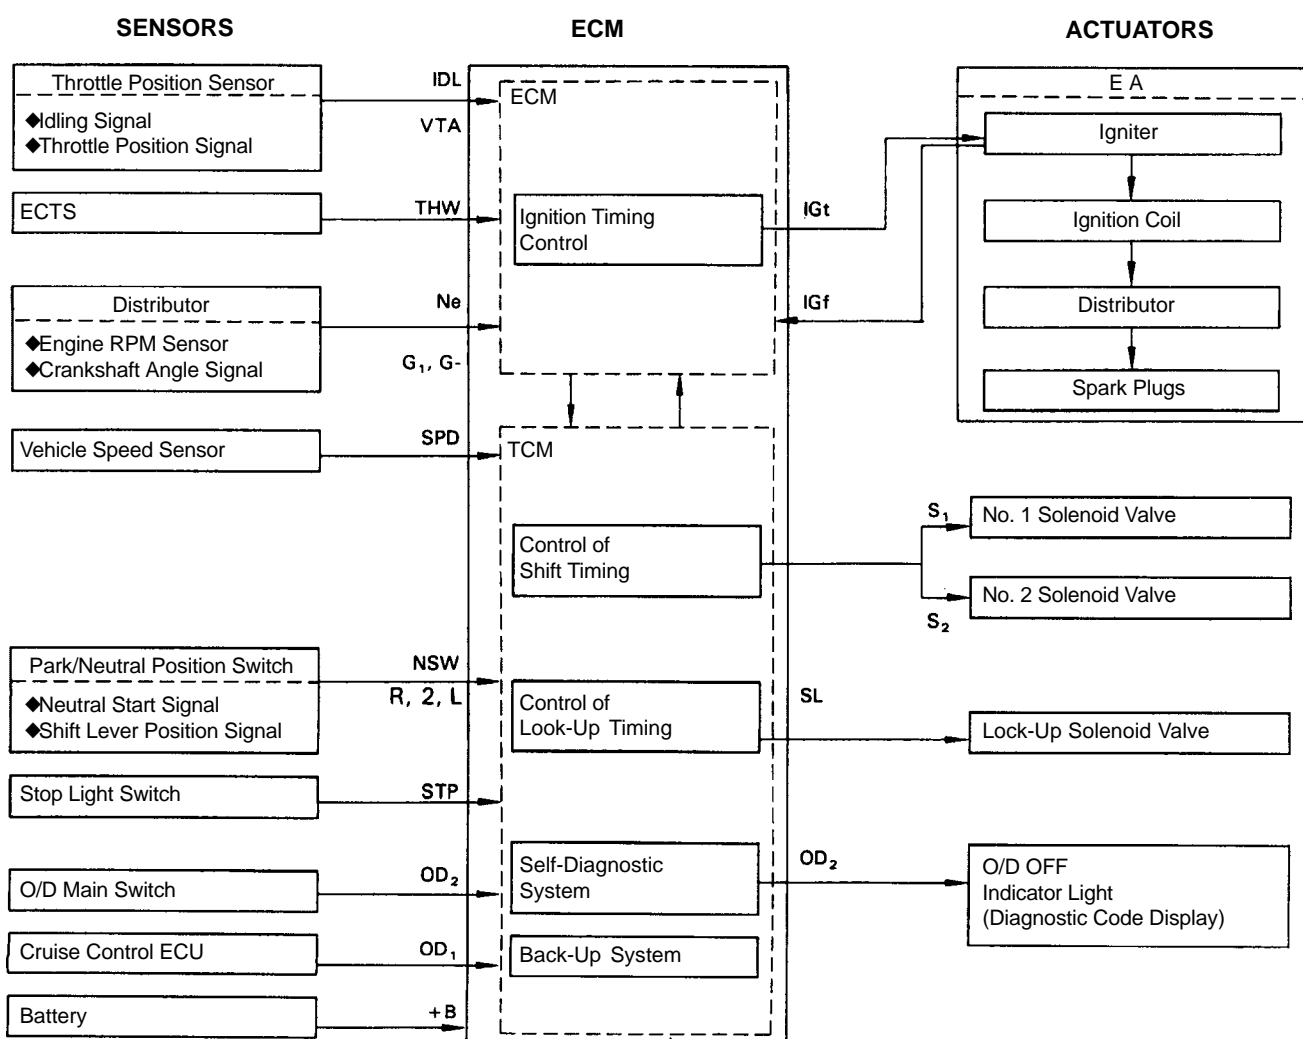 SENSORS
ECM
ACTUATORS
Throttle Position Sensor
◆Idling Signal
◆Throttle Position Signal
IDL
VTA
ECTS
THW
Distributor
◆Engine RPM Sensor
◆Crankshaft Angle Signal
Ne
G₁, G-
Vehicle Speed Sensor
SPD
Park/Neutral Position Switch
◆Neutral Start Signal
◆Shift Lever Position Signal
NSW
R, 2, L
Stop Light Switch
STP
O/D Main Switch
OD₂
Cruise Control ECU
OD₁
Battery
+B
ECM
Ignition Timing
Control
TCM
Control of
Shift Timing
Control of
Look-Up Timing
Self-Diagnostic
System
Back-Up System
IGt
IGf
S₁
S₂
SL
OD₂
E A
Igniter
Ignition Coil
Distributor
Spark Plugs
No. 1 Solenoid Valve
No. 2 Solenoid Valve
Lock-Up Solenoid Valve
O/D OFF
Indicator Light
(Diagnostic Code Display)